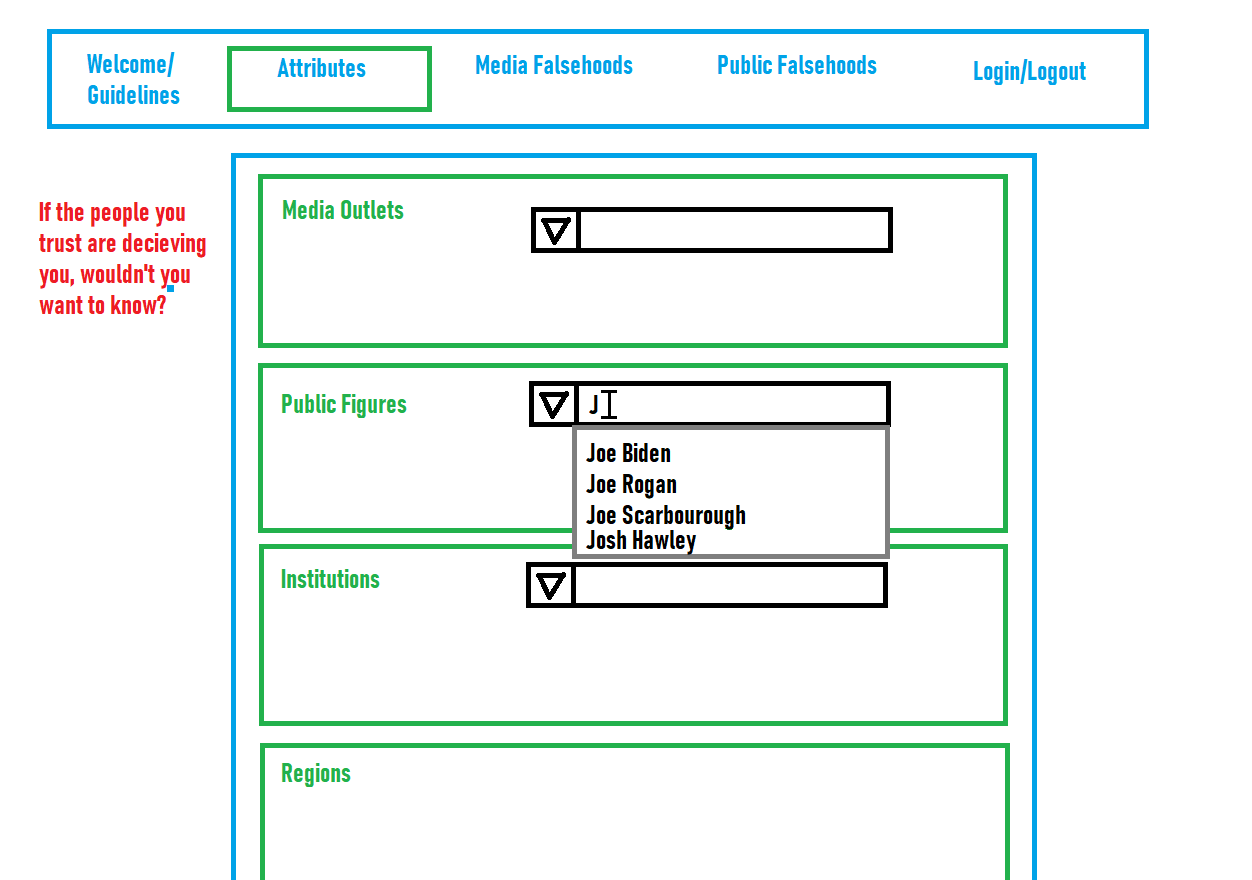 Welcome/
Guidelines
Attributes
Media Falsehoods
Public Falsehoods
Login/Logout
If the people you
trust are decieving
you, wouldn't you
want to know?
Media Outlets
Public Figures
J
Joe Biden
Joe Rogan
Joe Scarbourough
Josh Hawley
Institutions
Regions